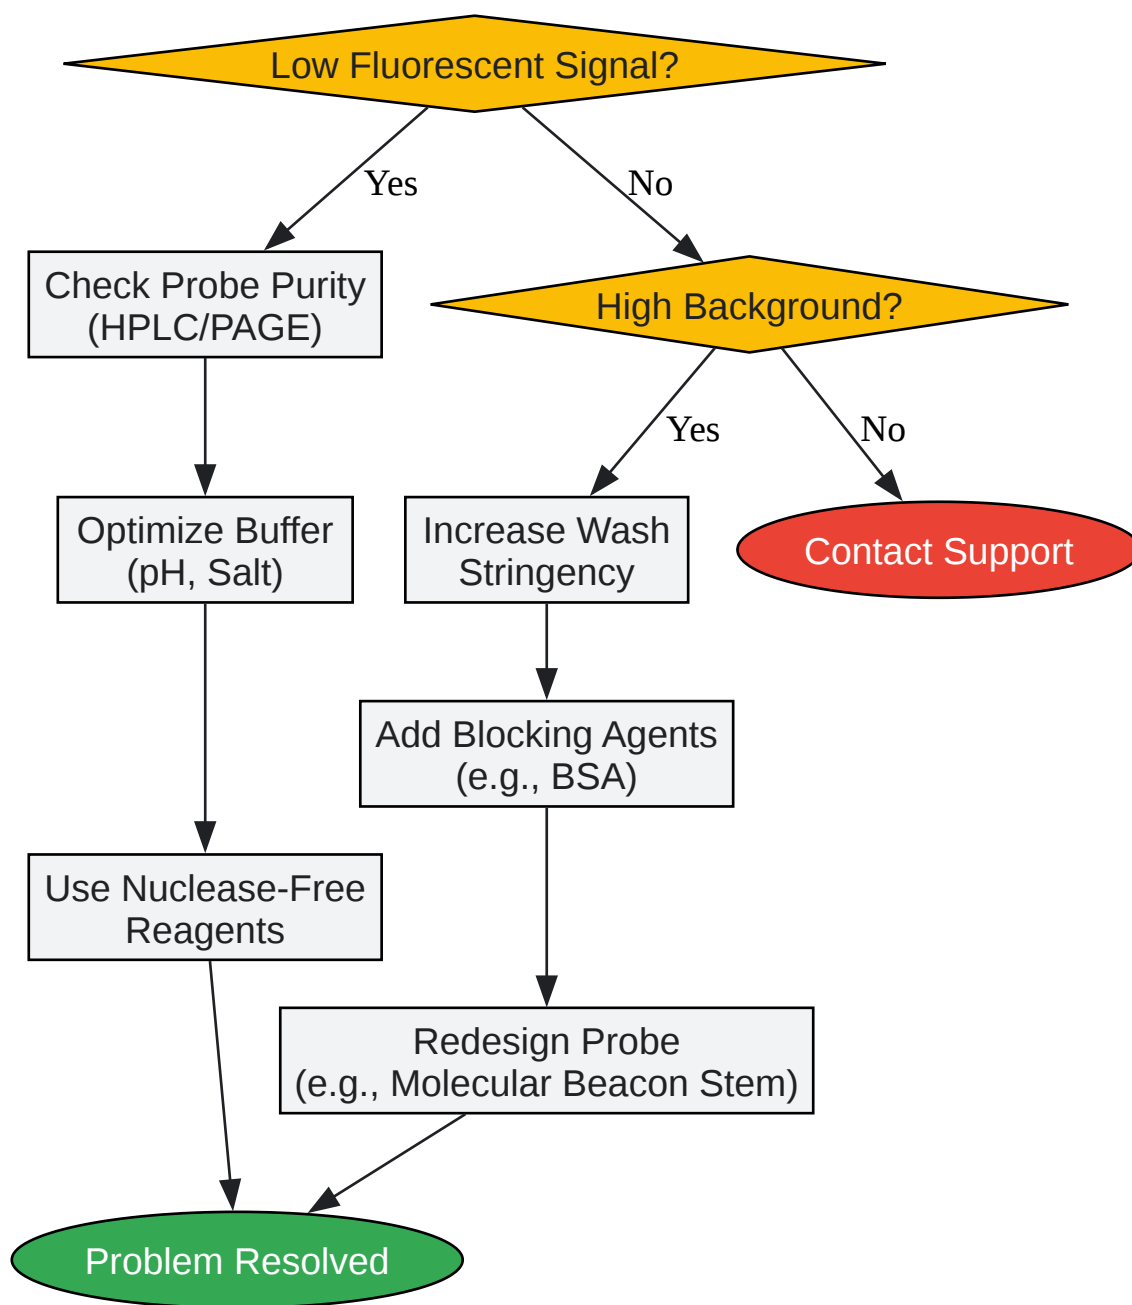 Low Fluorescent Signal?
Yes
No
Check Probe Purity
(HPLC/PAGE)
High Background?
Yes
No
Optimize Buffer
(pH, Salt)
Increase Wash
Stringency
Contact Support
Add Blocking Agents
(e.g., BSA)
Use Nuclease-Free
Reagents
Redesign Probe
(e.g., Molecular Beacon Stem)
Problem Resolved